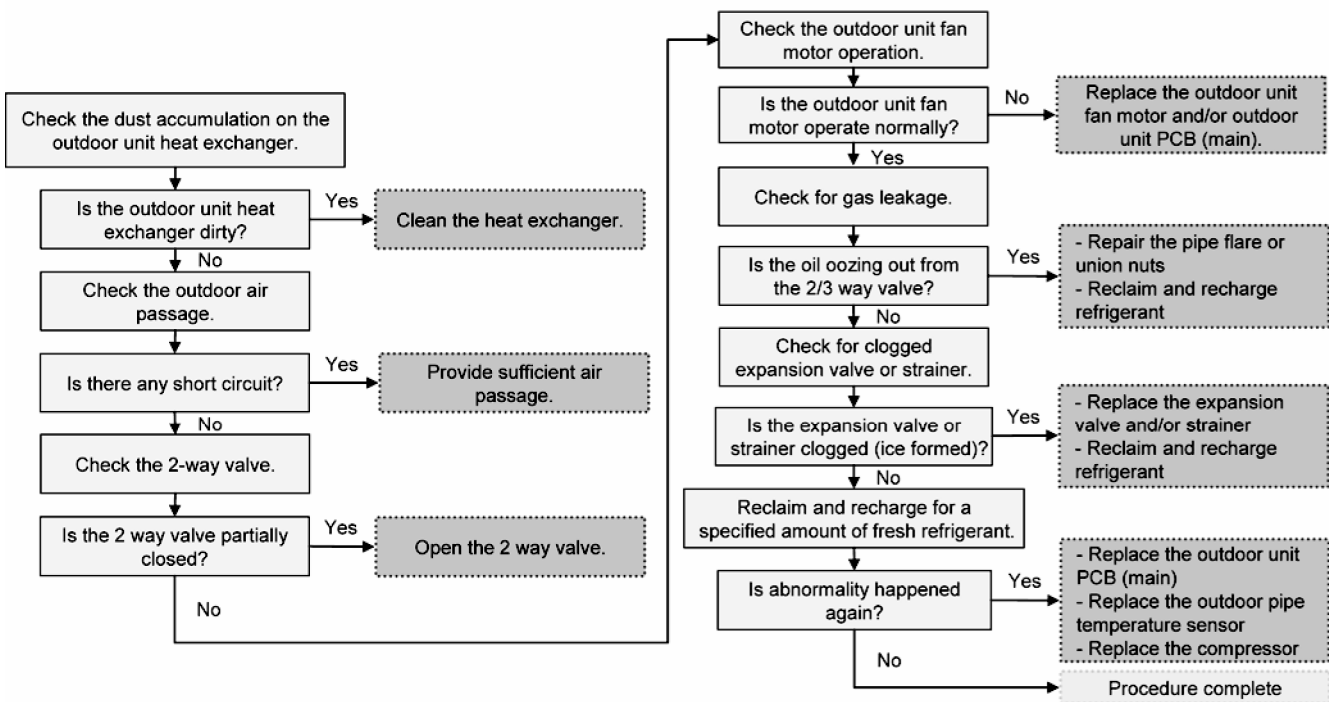 Check the dust accumulation on the
outdoor unit heat exchanger.
Is the outdoor unit heat
exchanger dirty?
Yes
Clean the heat exchanger.
No
Check the outdoor air
passage.
Is there any short circuit?
Yes
Provide sufficient air
passage.
No
Check the 2-way valve.
Is the 2 way valve partially
closed?
Yes
Open the 2 way valve.
No
Check the outdoor unit fan
motor operation.
Is the outdoor unit fan
motor operate normally?
No
Replace the outdoor unit
fan motor and/or outdoor
unit PCB (main).
Yes
Check for gas leakage.
Is the oil oozing out from
the 2/3 way valve?
Yes
- Repair the pipe flare or
union nuts
- Reclaim and recharge
refrigerant
No
Check for clogged
expansion valve or strainer.
Is the expansion valve or
strainer clogged (ice formed)?
Yes
- Replace the expansion
valve and/or strainer
- Reclaim and recharge
refrigerant
No
Reclaim and recharge for a
specified amount of fresh refrigerant.
Is abnormality happened
again?
Yes
- Replace the outdoor unit
PCB (main)
- Replace the outdoor pipe
temperature sensor
- Replace the compressor
No
Procedure complete